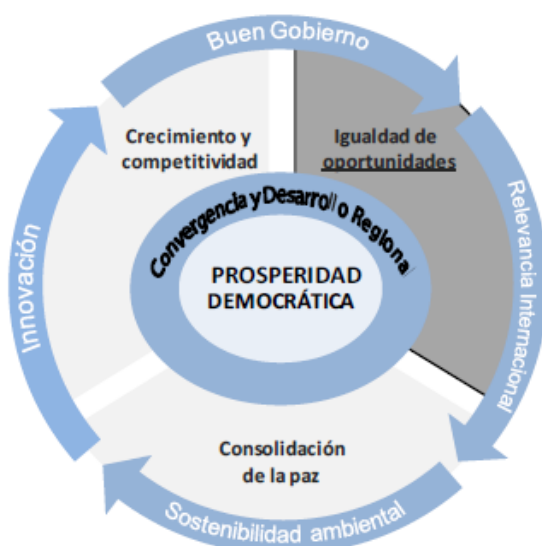 Buen Gobierno
Crecimiento y
competitividad
Igualdad de
oportunidades
Relevancia Internacional
Innovación
Convergencia y Desarrollo Regional
PROSPERIDAD
DEMOCRÁTICA
Consolidación
de la paz
Sostenibilidad ambiental